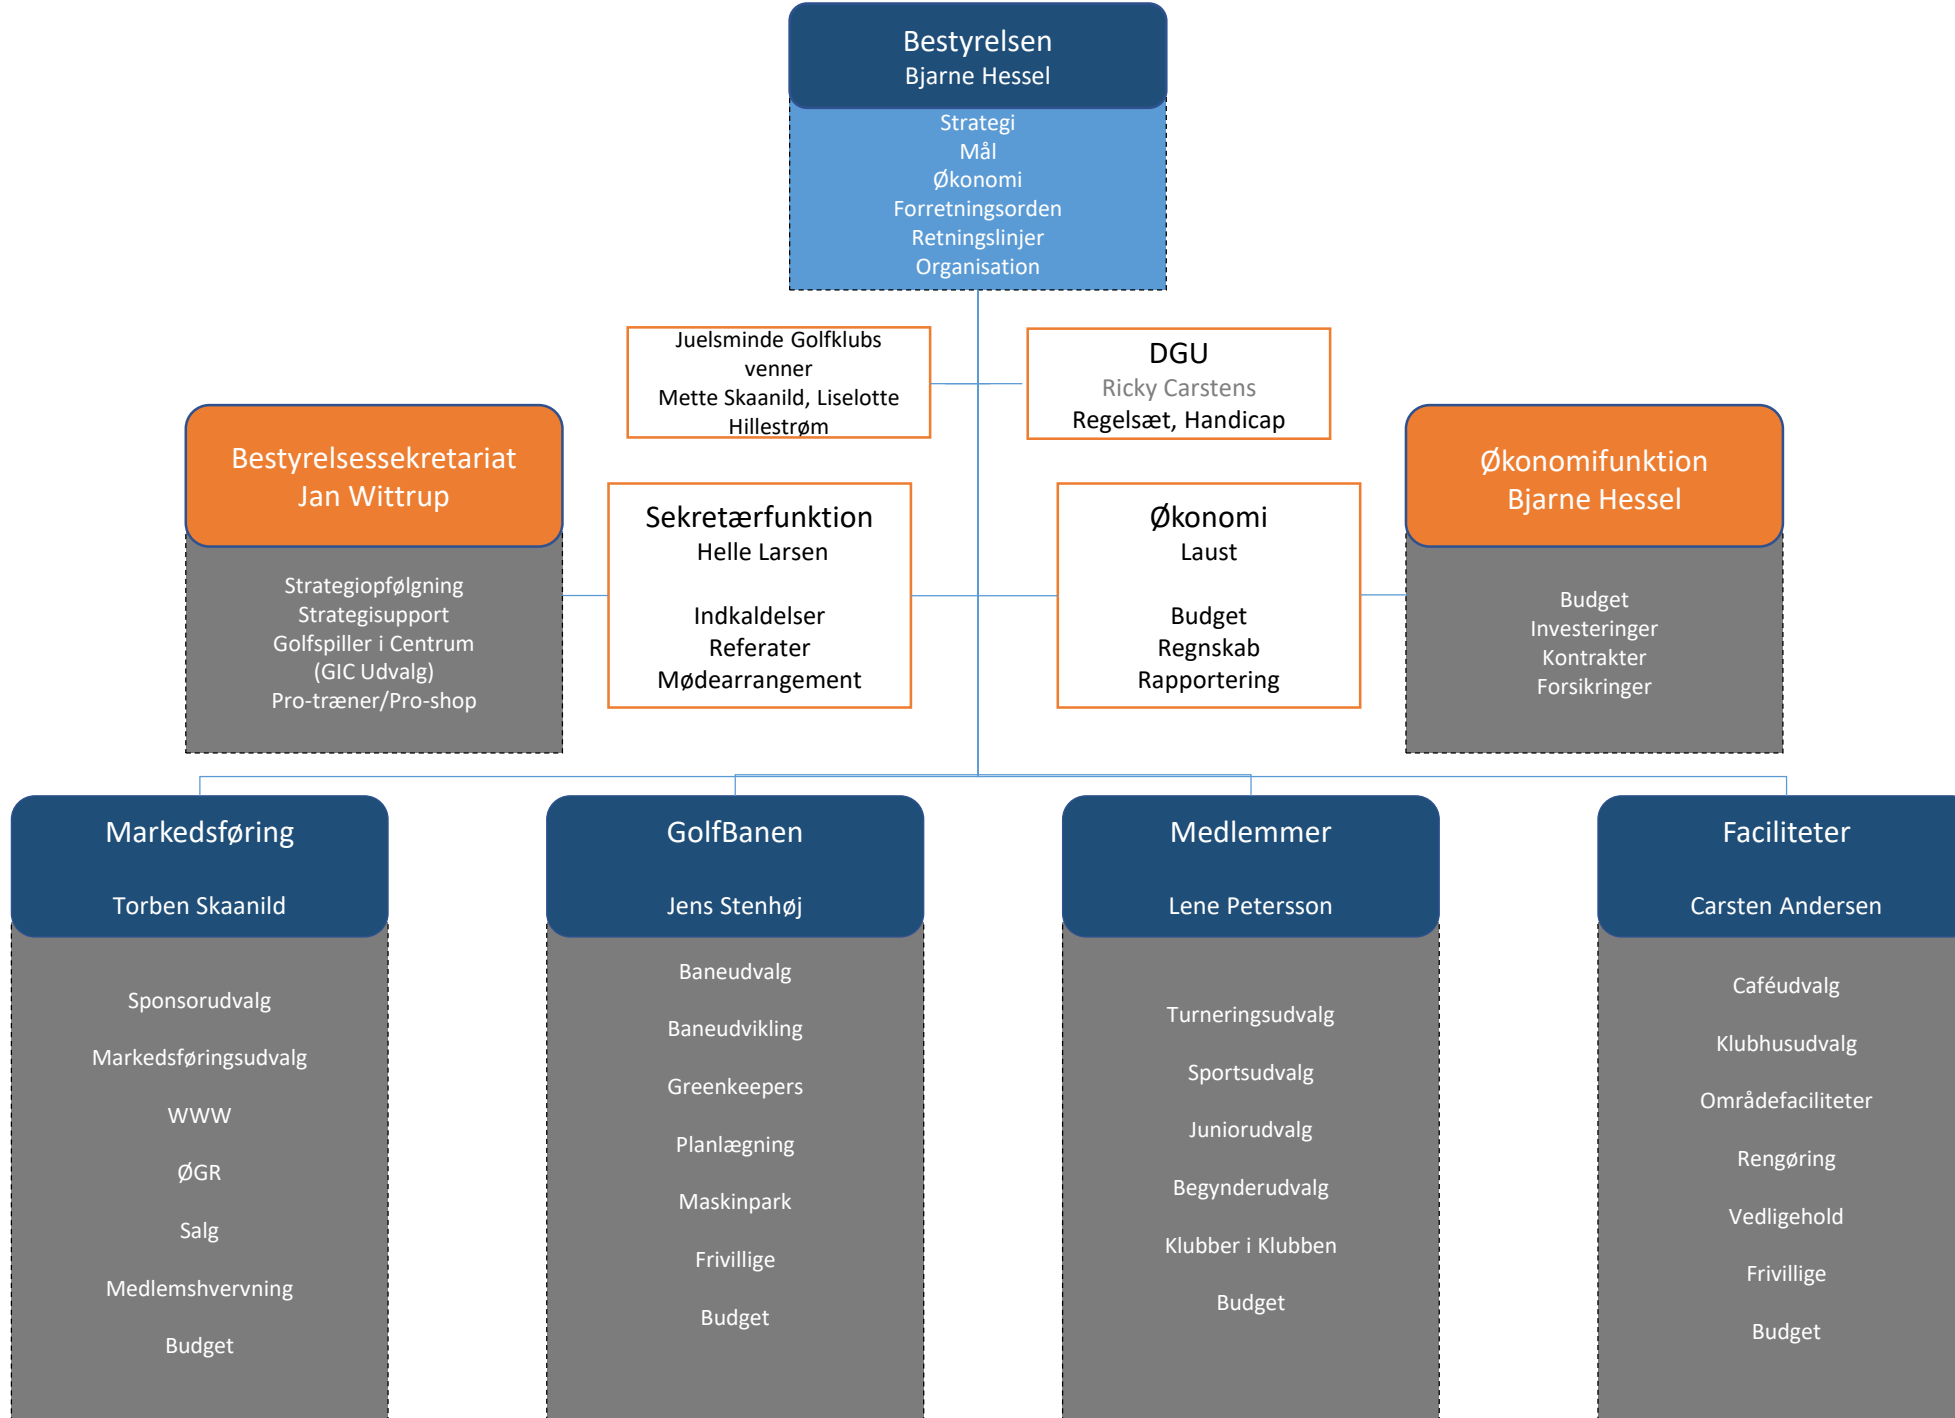 Bestyrelsen
Bjarne Hessel
Strategi
Mål
Økonomi
Forretningsorden
Retningslinjer
Organisation
Juelsminde Golfklubs
venner
Mette Skaanild, Liselotte
Hillestrøm
DGU
Ricky Carstens
Regelsæt, Handicap
Bestyrelsessekretariat
Jan Wittrup
Strategiopfølgning
Strategisupport
Golfspiller i Centrum
(GIC Udvalg)
Pro-træner/Pro-shop
Sekretærfunktion
Helle Larsen
Indkaldelser
Referater
Mødearrangement
Økonomi
Laust
Budget
Regnskab
Rapportering
Økonomifunktion
Bjarne Hessel
Budget
Investeringer
Kontrakter
Forsikringer
Markedsføring
Torben Skaanild
Sponsorudvalg
Markedsføringsudvalg
WWW
ØGR
Salg
Medlemshvervning
Budget
GolfBanen
Jens Stenhøj
Baneudvalg
Baneudvikling
Greenkeepers
Planlægning
Maskinpark
Frivillige
Budget
Medlemmer
Lene Petersson
Turneringsudvalg
Sportsudvalg
Juniorudvalg
Begynderudvalg
Klubber i Klubben
Budget
Faciliteter
Carsten Andersen
Caféudvalg
Klubhusudvalg
Områdefaciliteter
Rengøring
Vedligehold
Frivillige
Budget